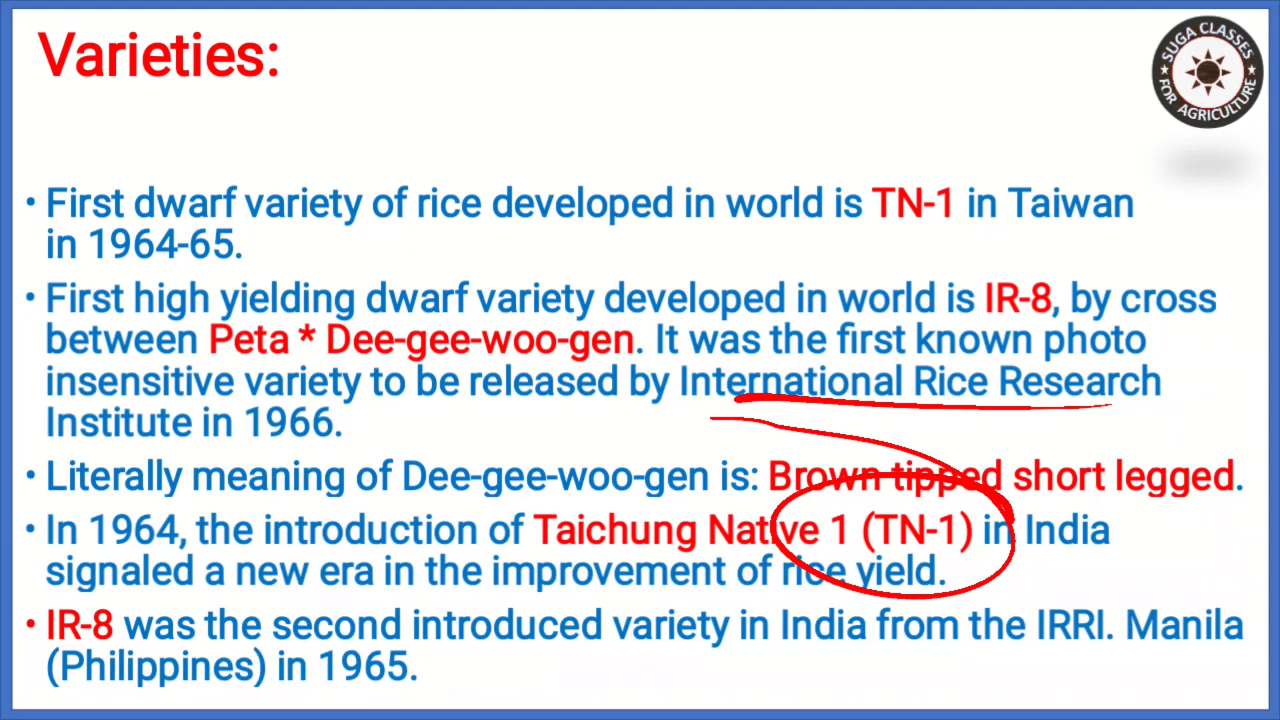 Varieties:
SUGA CLASSES
FOR AGRICULTURE
• First dwarf variety of rice developed in world is TN-1 in Taiwan
in 1964-65.
• First high yielding dwarf variety developed in world is IR-8, by cross
between Peta * Dee-gee-woo-gen. It was the first known photo
insensitive variety to be released by International Rice Research
Institute in 1966.
• Literally meaning of Dee-gee-woo-gen is: Brown tipped short legged.
• In 1964, the introduction of Taichung Native 1 (TN-1) in India
signaled a new era in the improvement of rice yield.
• IR-8 was the second introduced variety in India from the IRRI. Manila
(Philippines) in 1965.